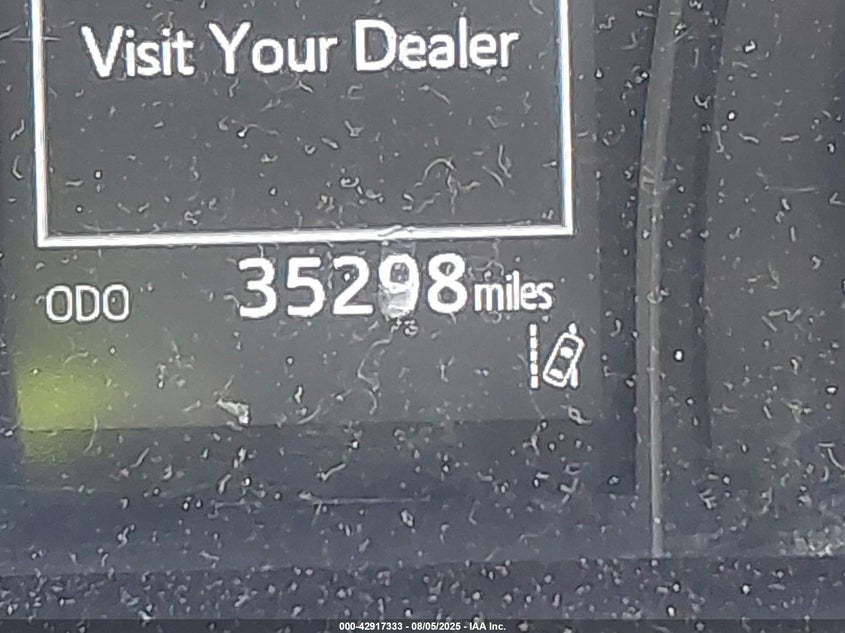 Visit Your Dealer
ODO 35298 miles
000-42917333 - 08/05/2025 - IAA Inc.